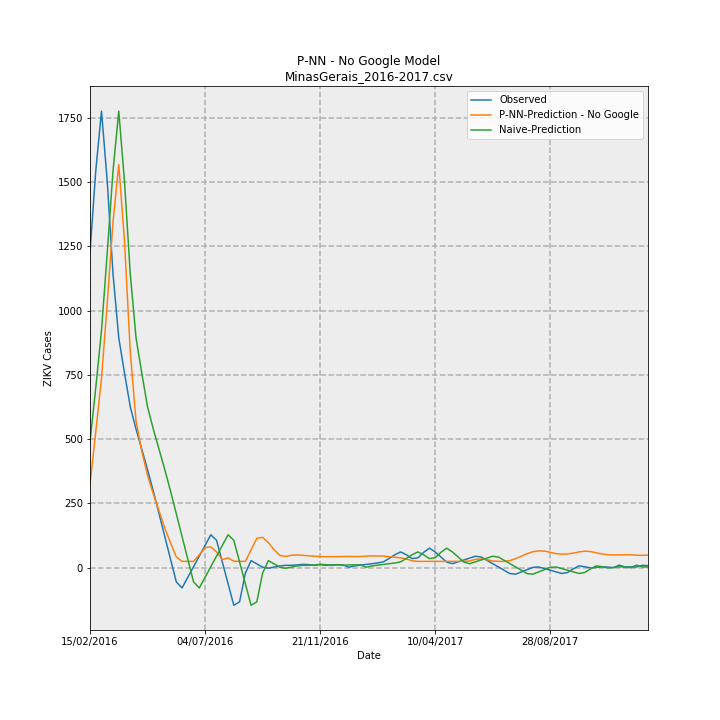 P-NN - No Google Model
MinasGerais_2016-2017.csv
Observed
P-NN-Prediction - No Google
Naive-Prediction
ZIKV Cases
1750
1500
1250
1000
750
500
250
0
15/02/2016
04/07/2016
21/11/2016
10/04/2017
28/08/2017
Date